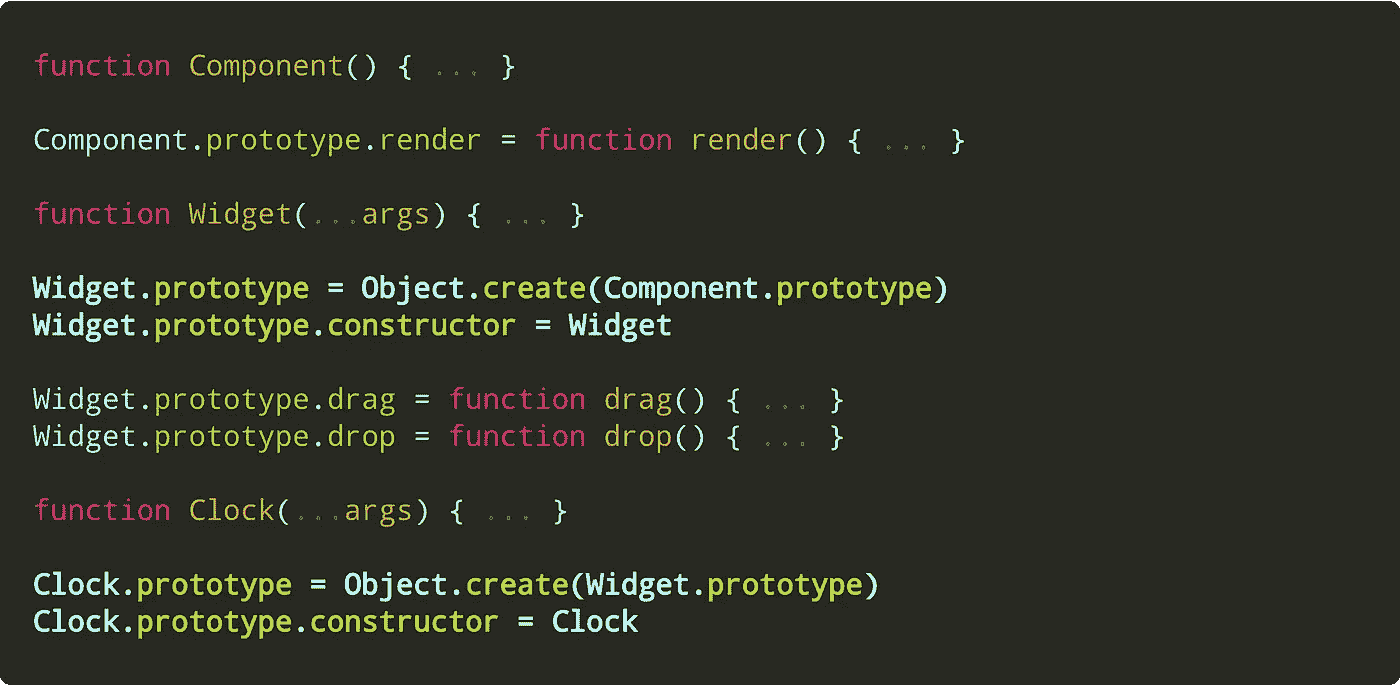 function Component() { ... }
Component.prototype.render = function render() { ... }
function Widget(...args) { ... }
Widget.prototype = Object.create(Component.prototype)
Widget.prototype.constructor = Widget
Widget.prototype.drag = function drag() { ... }
Widget.prototype.drop = function drop() { ... }
function Clock(...args) { ... }
Clock.prototype = Object.create(Widget.prototype)
Clock.prototype.constructor = Clock